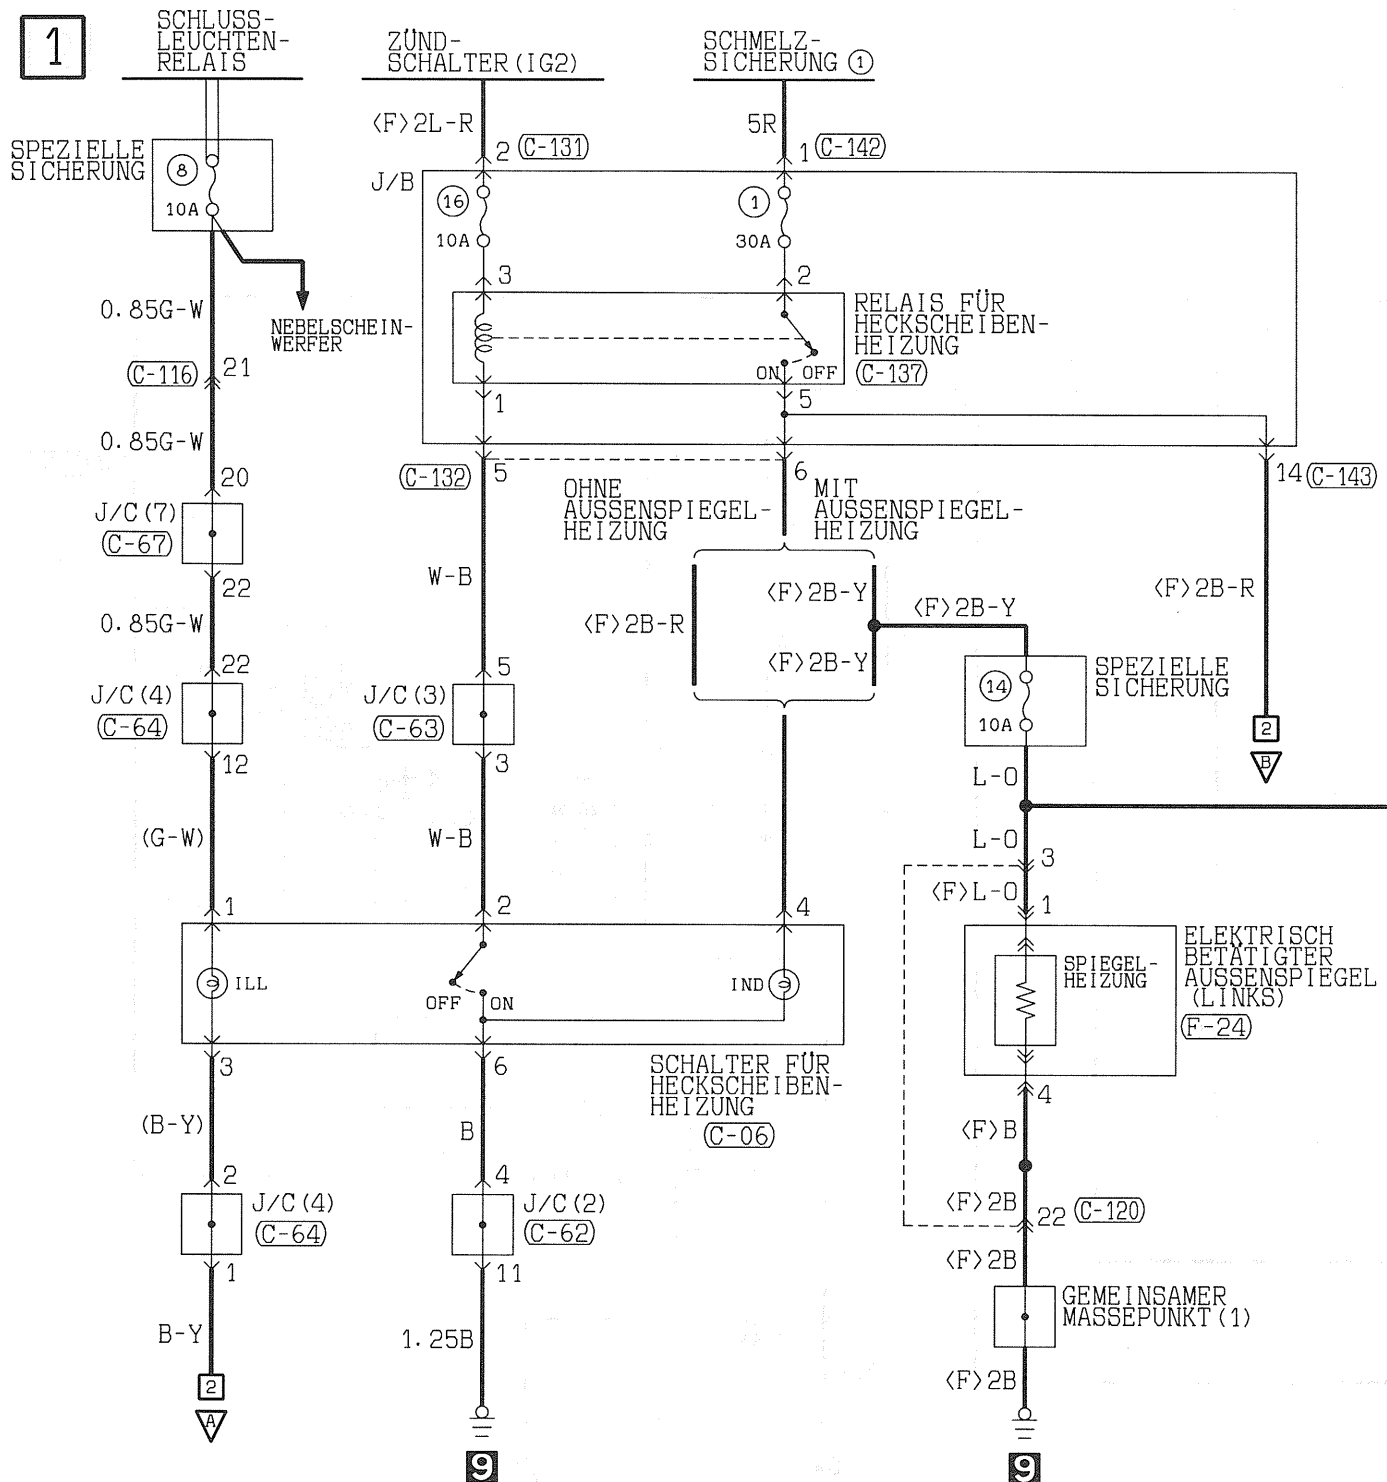 1
SCHLUSS-
LEUCHTEN-
RELAIS
ZÜND-
SCHALTER (IG2)
SCHMELZ-
SICHERUNG ①
<F>2L-R
2 C-131
5R
1 C-142
SPEZIELLE
SICHERUNG
8
10A
J/B
16
10A
1
30A
3
2
0.85G-W
NEBELSCHEIN-
WERFER
RELAIS FÜR
HECKSCHEIBEN-
HEIZUNG
C-137
ON OFF
C-116 21
1
5
0.85G-W
20
C-132 5
6
14 C-143
J/C (7)
C-67
OHNE
AUSSENSPIEGEL-
HEIZUNG
MIT
AUSSENSPIEGEL-
HEIZUNG
22
W-B
<F>2B-R
<F>2B-Y
<F>2B-Y
<F>2B-Y
<F>2B-R
0.85G-W
22
5
J/C (4)
C-64
J/C (3)
C-63
14
10A
SPEZIELLE
SICHERUNG
2
B
12
3
L-O
(G-W)
W-B
L-O
3
<F>L-O
1
2
4
1
ILL
OFF ON
IND
SPIEGEL-
HEIZUNG
ELEKTRISCH
BETÄTIGTER
AUSSENSPIEGEL
(LINKS)
F-24
3
6
SCHALTER FÜR
HECKSCHEIBEN-
HEIZUNG
C-06
4
(B-Y)
B
<F>B
2
4
J/C (4)
C-64
J/C (2)
C-62
<F>2B
22 C-120
1
11
<F>2B
GEMEINSAMER
MASSEPUNKT (1)
B-Y
1.25B
<F>2B
2
A
9
9